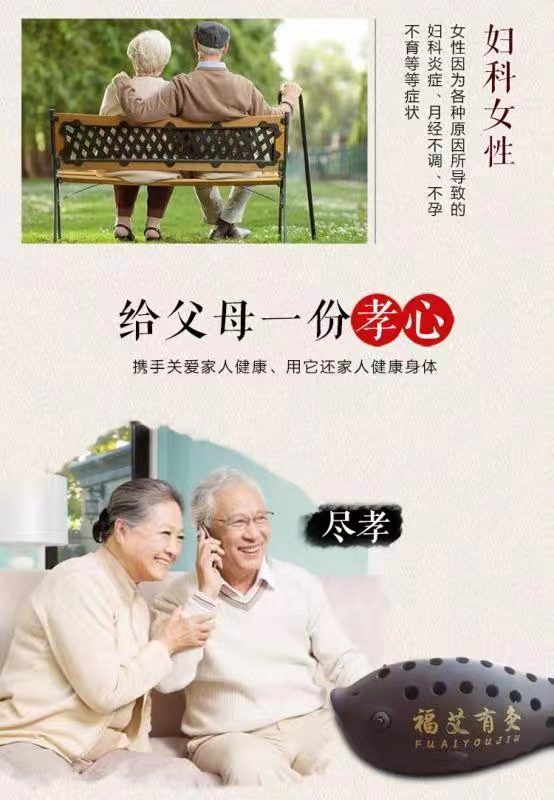 妇科女性
女性因为各种原因所导致的
妇科炎症、月经不调、不孕
不育等等症状
给父母一份孝心
携手关爱家人健康、用它还家人健康身体
尽孝
福艾有灸
FUAIYOUJIU